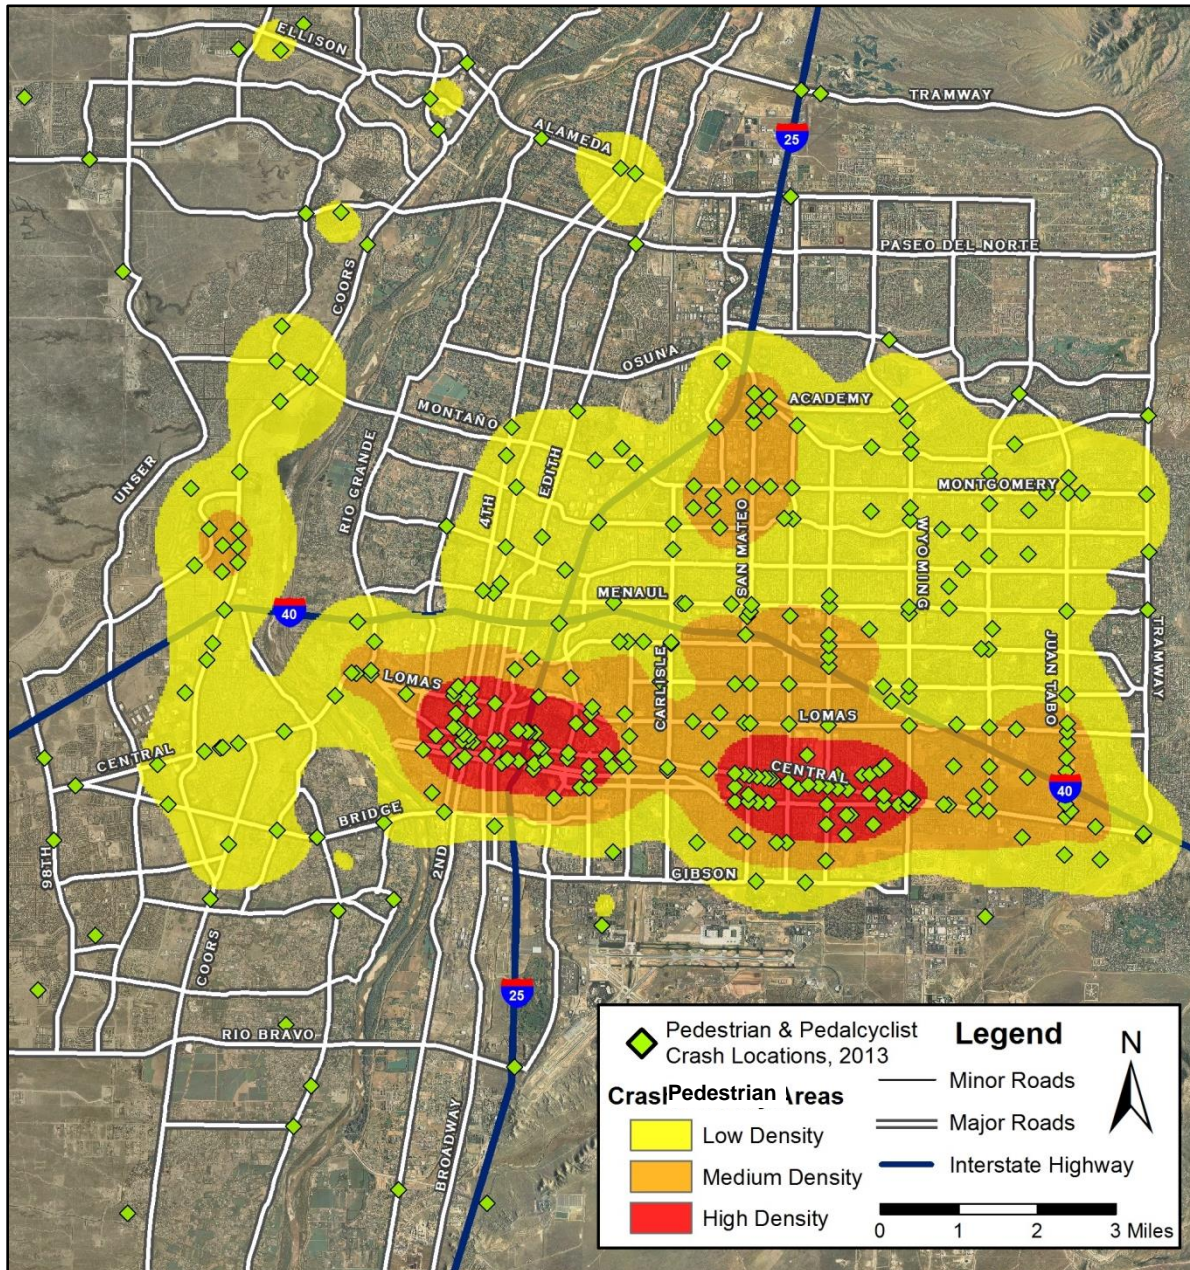 ELLISON
TRAMWAY
ALAMEDA
25
PASEO DEL NORTE
COORS
OSUNA
ACADEMY
MONTAÑO
UNSER
RIO GRANDE
4TH
EDITH
MONTGOMERY
SAN MATEO
WYOMING
MENAUL
40
JUAN TABO
TRAMWAY
CARLISLE
LOMAS
LOMAS
CENTRAL
CENTRAL
40
BRIDGE
98TH
2ND
GIBSON
COORS
25
RIO BRAVO
BROADWAY
Legend
N
Pedestrian & Pedalcyclist
Crash Locations, 2013
Pedestrian
Areas
Low Density
Medium Density
High Density
Minor Roads
Major Roads
Interstate Highway
0 1 2 3 Miles